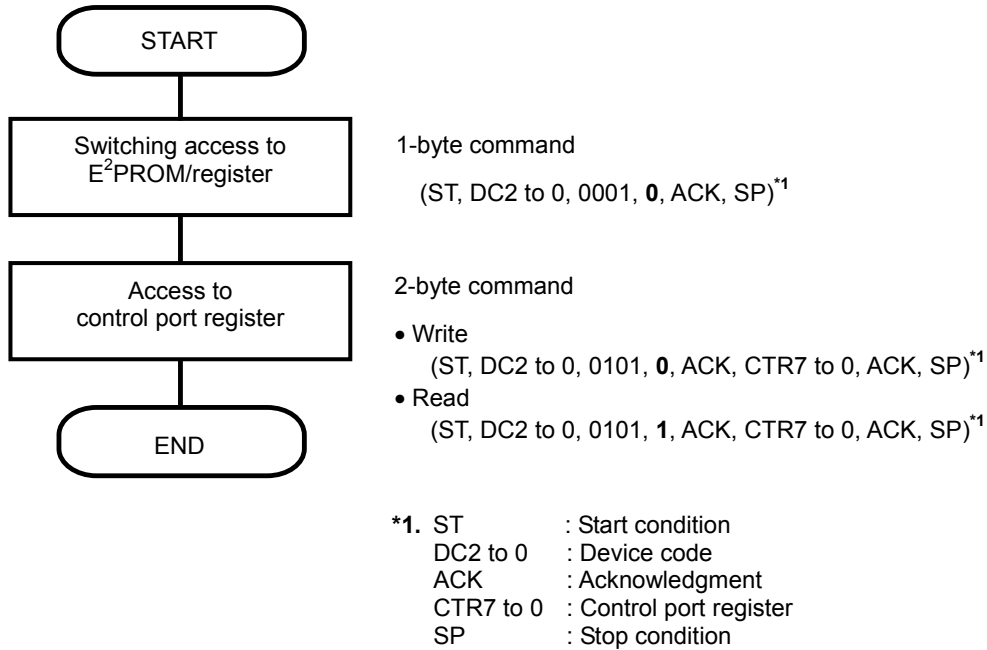 START
Switching access to
E²PROM/register
1-byte command
(ST, DC2 to 0, 0001, 0, ACK, SP)*1
Access to
control port register
2-byte command
• Write
(ST, DC2 to 0, 0101, 0, ACK, CTR7 to 0, ACK, SP)*1
• Read
(ST, DC2 to 0, 0101, 1, ACK, CTR7 to 0, ACK, SP)*1
END
*1. ST : Start condition
DC2 to 0 : Device code
ACK : Acknowledgment
CTR7 to 0 : Control port register
SP : Stop condition